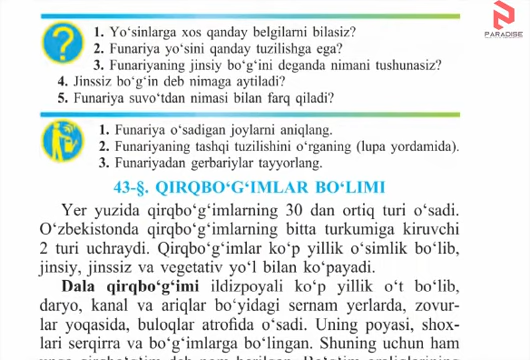 PARADISE
1. Yo‘sinlarga xos qanday belgilarni bilasiz?
2. Funariya yo‘sini qanday tuzilishga ega?
3. Funariyaning jinsiy bo‘g‘ini deganda nimani tushunasiz?
4. Jinssiz bo‘g‘in deb nimaga aytiladi?
5. Funariya suvo‘tdan nimasi bilan farq qiladi?
1. Funariya o‘sadigan joylarni aniqlang.
2. Funariyaning tashqi tuzilishini o‘rganing (lupa yordamida).
3. Funariyadan gerbariylar tayyorlang.
43-§. QIRQBO‘G‘IMLAR BO‘LIMI
Yer yuzida qirqbo‘g‘imlarning 30 dan ortiq turi o‘sadi.
O‘zbekistonda qirqbo‘g‘imlarning bitta turkumiga kiruvchi
2 turi uchraydi. Qirqbo‘g‘imlar ko‘p yillik o‘simlik bo‘lib,
jinsiy, jinssiz va vegetativ yo‘l bilan ko‘payadi.
Dala qirqbo‘g‘imi ildizpoyali ko‘p yillik o‘t bo‘lib,
daryo, kanal va ariqlar bo‘yidagi sernam yerlarda, zovur-
lar yoqasida, buloqlar atrofida o‘sadi. Uning poyasi, shox-
lari serqirra va bo‘g‘imlarga bo‘lingan. Shuning uchun ham